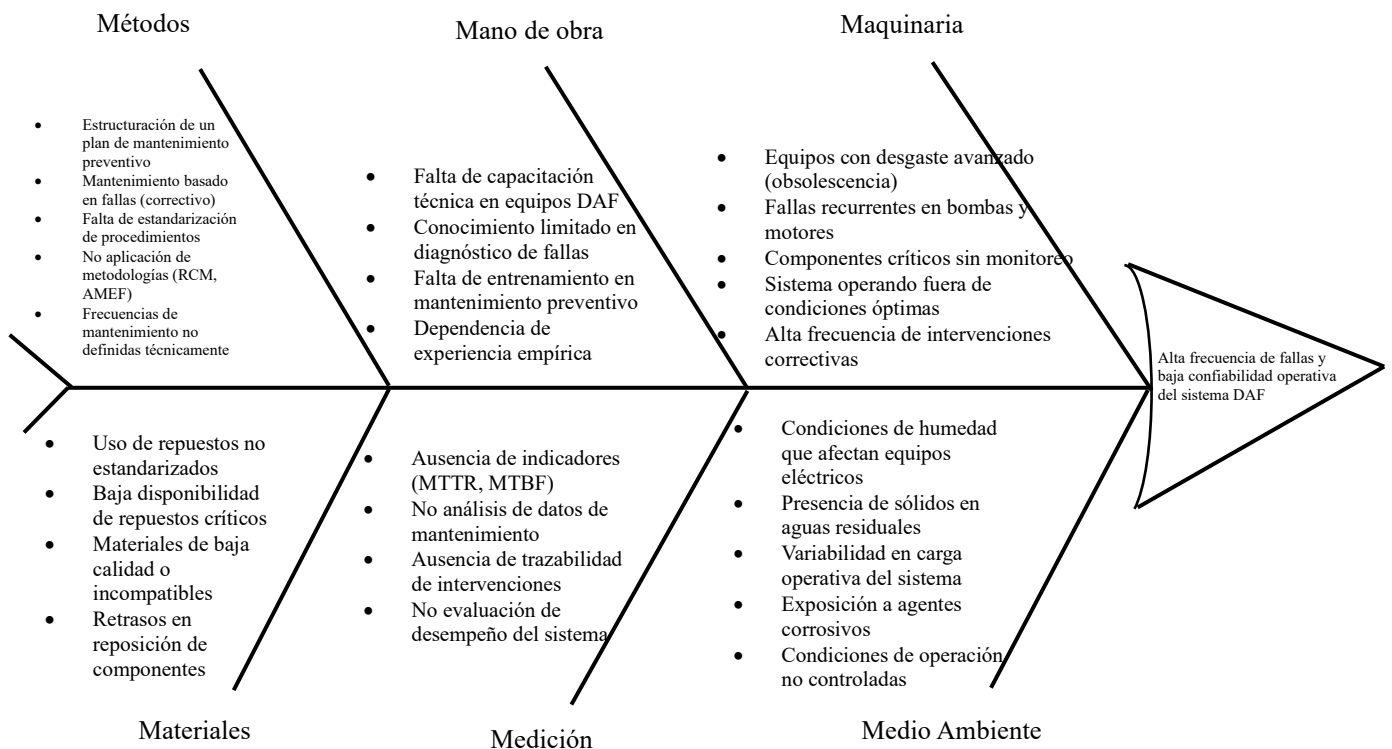 Métodos
Mano de obra
Maquinaria
• Estructuración de un
plan de mantenimiento
preventivo
• Mantenimiento basado
en fallas (correctivo)
• Falta de estandarización
de procedimientos
• No aplicación de
metodologías (RCM,
AMEF)
• Frecuencias de
mantenimiento no
definidas técnicamente
• Falta de capacitación
técnica en equipos DAF
• Conocimiento limitado en
diagnóstico de fallas
• Falta de entrenamiento en
mantenimiento preventivo
• Dependencia de
experiencia empírica
• Equipos con desgaste avanzado
(obsolescencia)
• Fallas recurrentes en bombas y
motores
• Componentes críticos sin monitoreo
• Sistema operando fuera de
condiciones óptimas
• Alta frecuencia de intervenciones
correctivas
Alta frecuencia de fallas y
baja confiabilidad operativa
del sistema DAF
• Uso de repuestos no
estandarizados
• Baja disponibilidad
de repuestos críticos
• Materiales de baja
calidad o
incompatibles
• Retrasos en
reposición de
componentes
• Ausencia de indicadores
(MTTR, MTBF)
• No análisis de datos de
mantenimiento
• Ausencia de trazabilidad
de intervenciones
• No evaluación de
desempeño del sistema
• Condiciones de humedad
que afectan equipos
eléctricos
• Presencia de sólidos en
aguas residuales
• Variabilidad en carga
operativa del sistema
• Exposición a agentes
corrosivos
• Condiciones de operación
no controladas
Materiales
Medición
Medio Ambiente